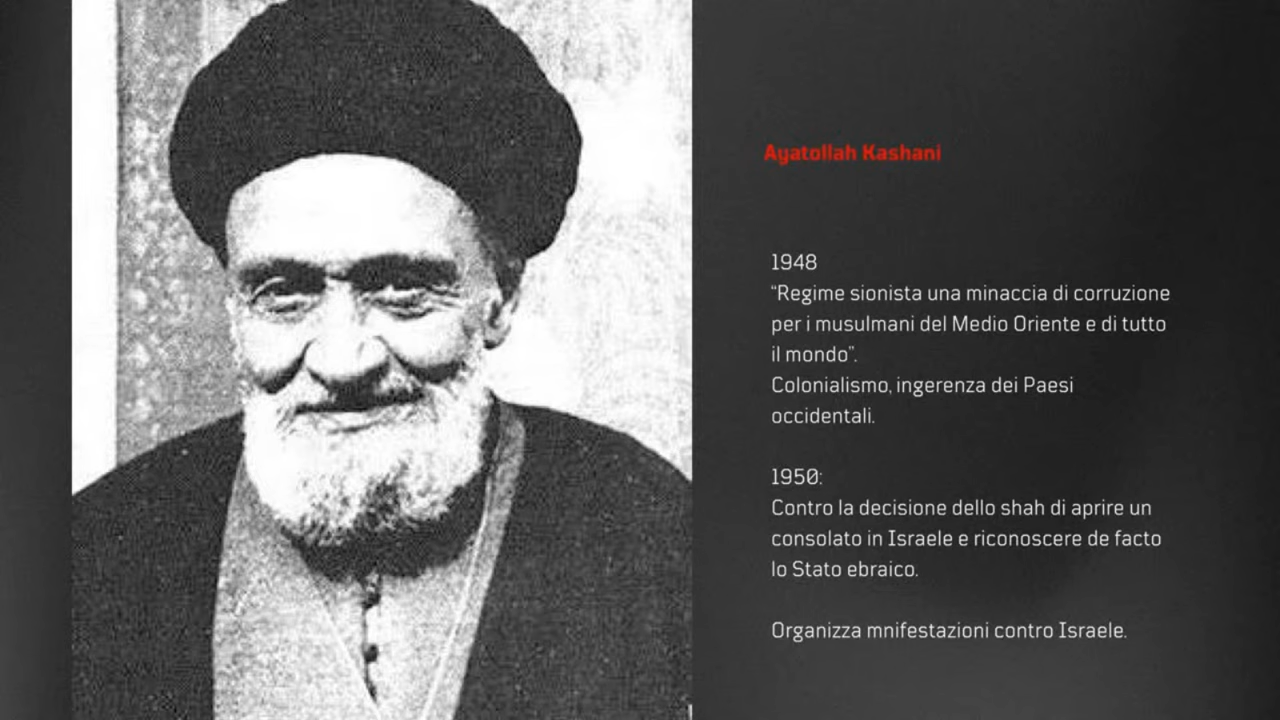 Ayatollah Kashani
1948
“Regime sionista una minaccia di corruzione
per i musulmani del Medio Oriente e di tutto
il mondo”.
Colonialismo, ingerenza dei Paesi
occidentali.
1950:
Contro la decisione dello shah di aprire un
consolato in Israele e riconoscere de facto
lo Stato ebraico.
Organizza mnifestazioni contro Israele.